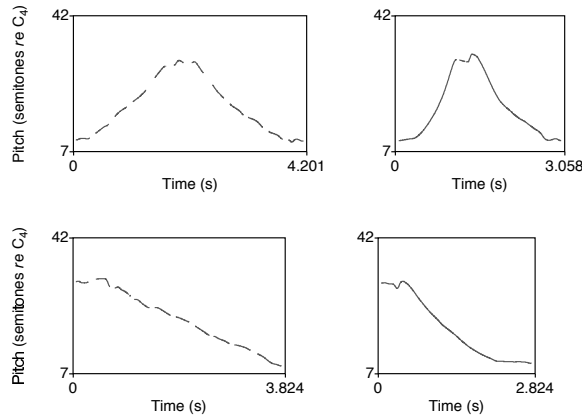 Pitch (semitones re C4)
42
7
0
4.201
Time (s)
42
7
0
3.058
Time (s)
Pitch (semitones re C4)
42
7
0
3.824
Time (s)
42
7
0
2.824
Time (s)